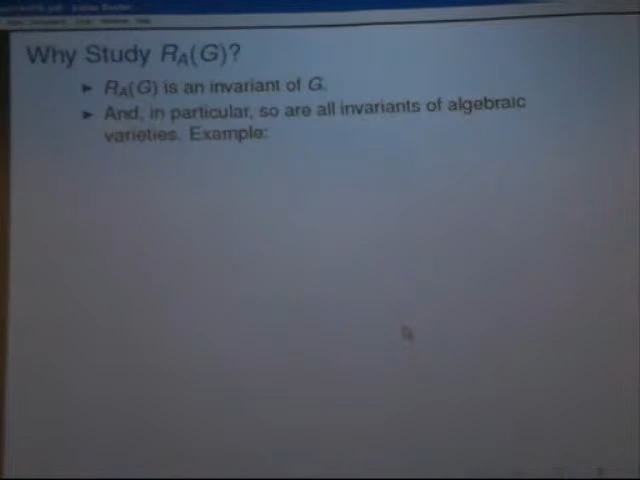 Why Study R_A(G)?
► R_A(G) is an invariant of G.
► And, in particular, so are all invariants of algebraic
varieties. Example: